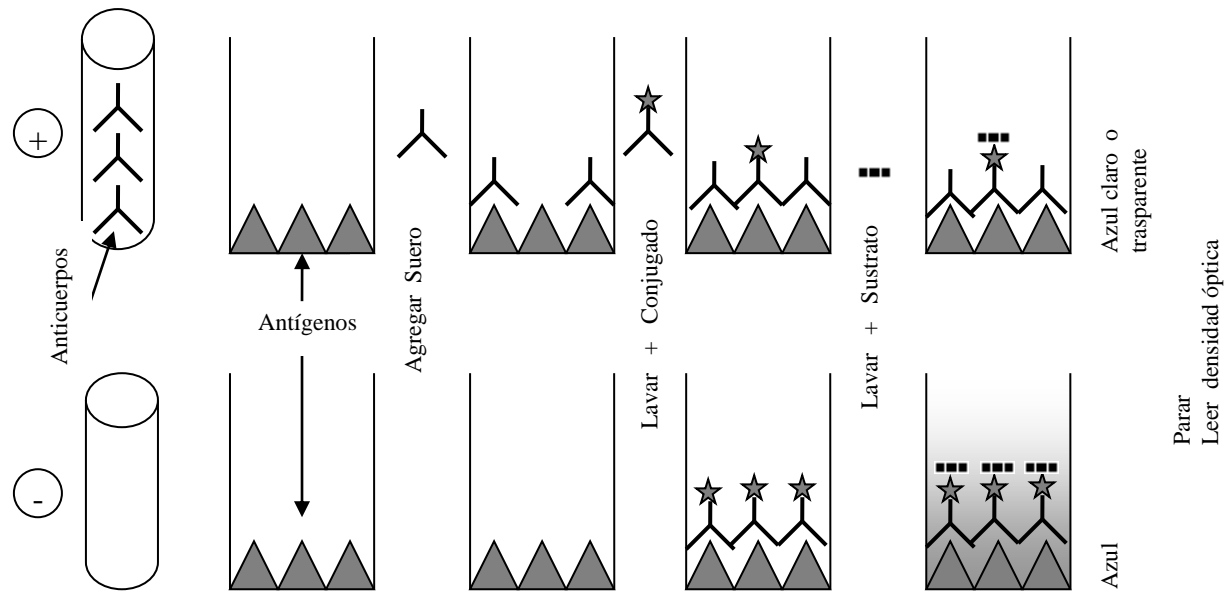 +
Anticuerpos
Antígenos
Agregar Suero
Lavar + Conjugado
Lavar + Sustrato
Azul claro o
trasparente
-
Azul
Parar
Leer densidad óptica